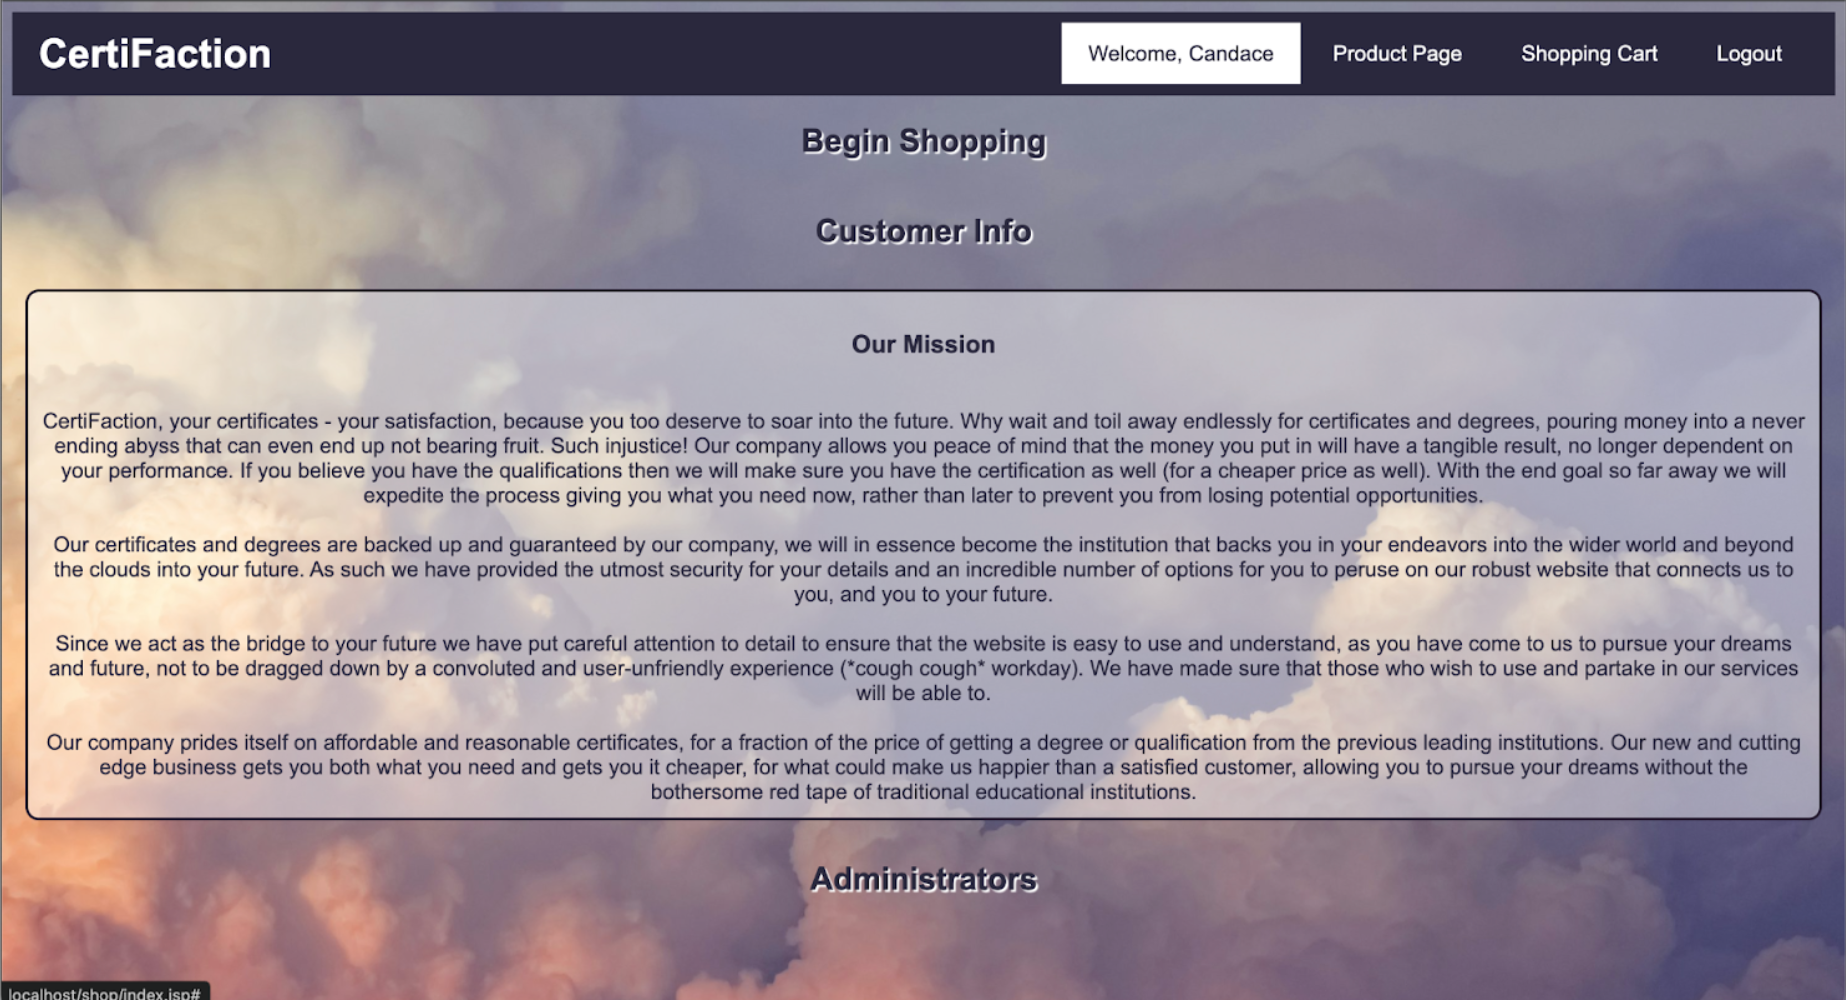 CertiFaction
Welcome, Candace
Product Page
Shopping Cart
Logout
Begin Shopping
Customer Info
Our Mission
CertiFaction, your certificates - your satisfaction, because you too deserve to soar into the future. Why wait and toil away endlessly for certificates and degrees, pouring money into a never
ending abyss that can even end up not bearing fruit. Such injustice! Our company allows you peace of mind that the money you put in will have a tangible result, no longer dependent on
your performance. If you believe you have the qualifications then we will make sure you have the certification as well (for a cheaper price as well). With the end goal so far away we will
expedite the process giving you what you need now, rather than later to prevent you from losing potential opportunities.
Our certificates and degrees are backed up and guaranteed by our company, we will in essence become the institution that backs you in your endeavors into the wider world and beyond
the clouds into your future. As such we have provided the utmost security for your details and an incredible number of options for you to peruse on our robust website that connects us to
you, and you to your future.
Since we act as the bridge to your future we have put careful attention to detail to ensure that the website is easy to use and understand, as you have come to us to pursue your dreams
and future, not to be dragged down by a convoluted and user-unfriendly experience (*cough cough* workday). We have made sure that those who wish to use and partake in our services
will be able to.
Our company prides itself on affordable and reasonable certificates, for a fraction of the price of getting a degree or qualification from the previous leading institutions. Our new and cutting
edge business gets you both what you need and gets you it cheaper, for what could make us happier than a satisfied customer, allowing you to pursue your dreams without the
bothersome red tape of traditional educational institutions.
Administrators
localhost/shop/index.jsp#